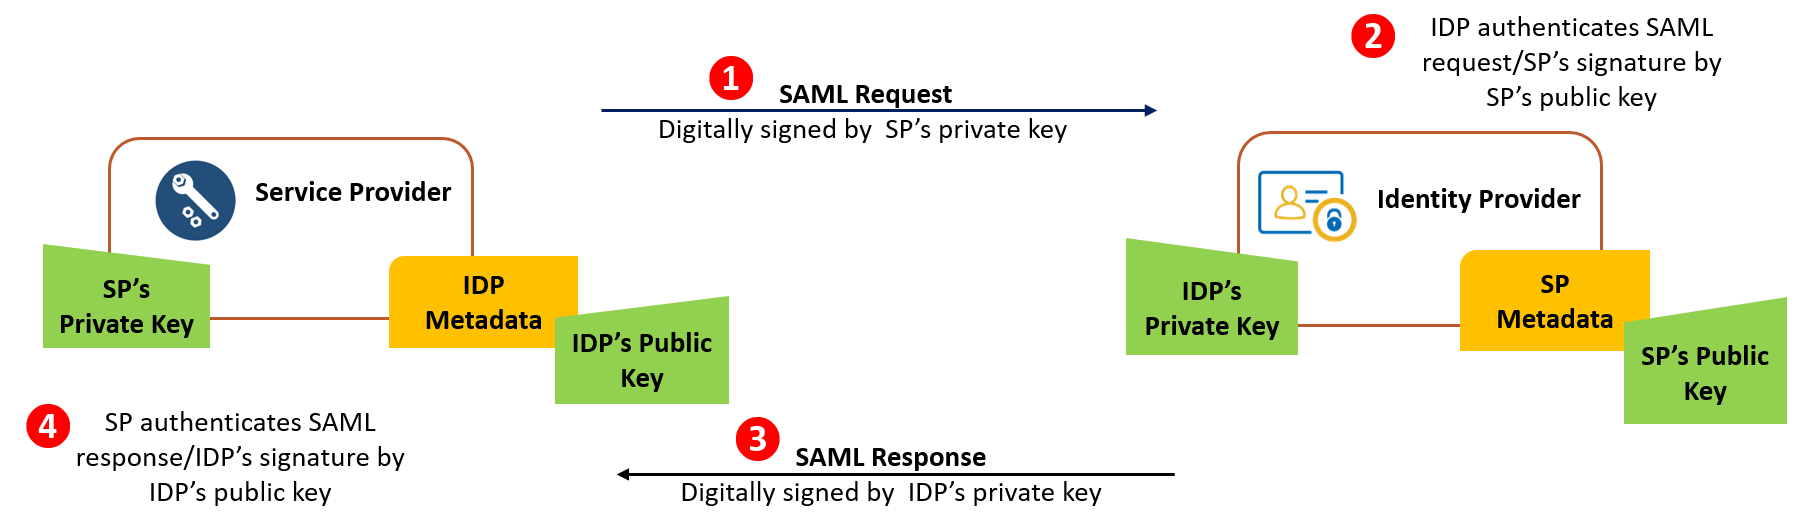 1
SAML Request
Digitally signed by SP's private key
2
IDP authenticates SAML
request/SP's signature by
SP's public key
Service Provider
SP's
Private Key
IDP
Metadata
IDP's Public
Key
Identity Provider
IDP's
Private Key
SP
Metadata
SP's Public
Key
3
SAML Response
Digitally signed by IDP's private key
4
SP authenticates SAML
response/IDP's signature by
IDP's public key